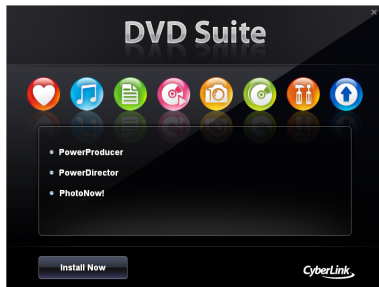 DVD Suite
PowerProducer
PowerDirector
PhotoNow!
Install Now
CyberLink